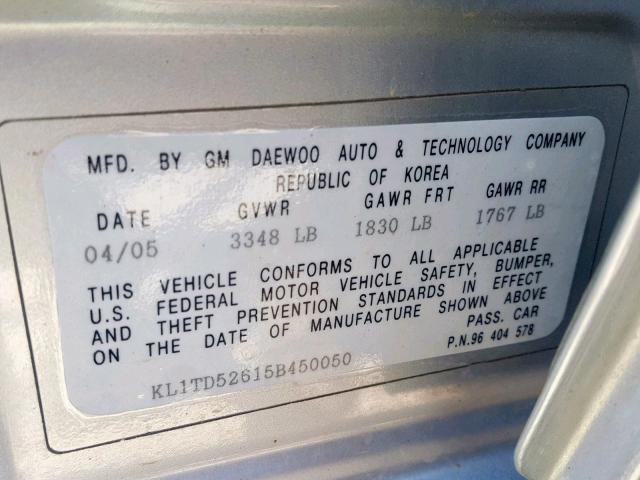 MFD. BY GM DAEWOO AUTO & TECHNOLOGY COMPANY
REPUBLIC OF KOREA
DATE GVWR GAWR FRT GAWR RR
04/05 3348 LB 1830 LB 1767 LB
THIS VEHICLE CONFORMS TO ALL APPLICABLE
U.S. FEDERAL MOTOR VEHICLE SAFETY, BUMPER,
AND THEFT PREVENTION STANDARDS IN EFFECT
ON THE DATE OF MANUFACTURE SHOWN ABOVE
PASS. CAR
P.N.96 404 578
KL1TD52615B450050